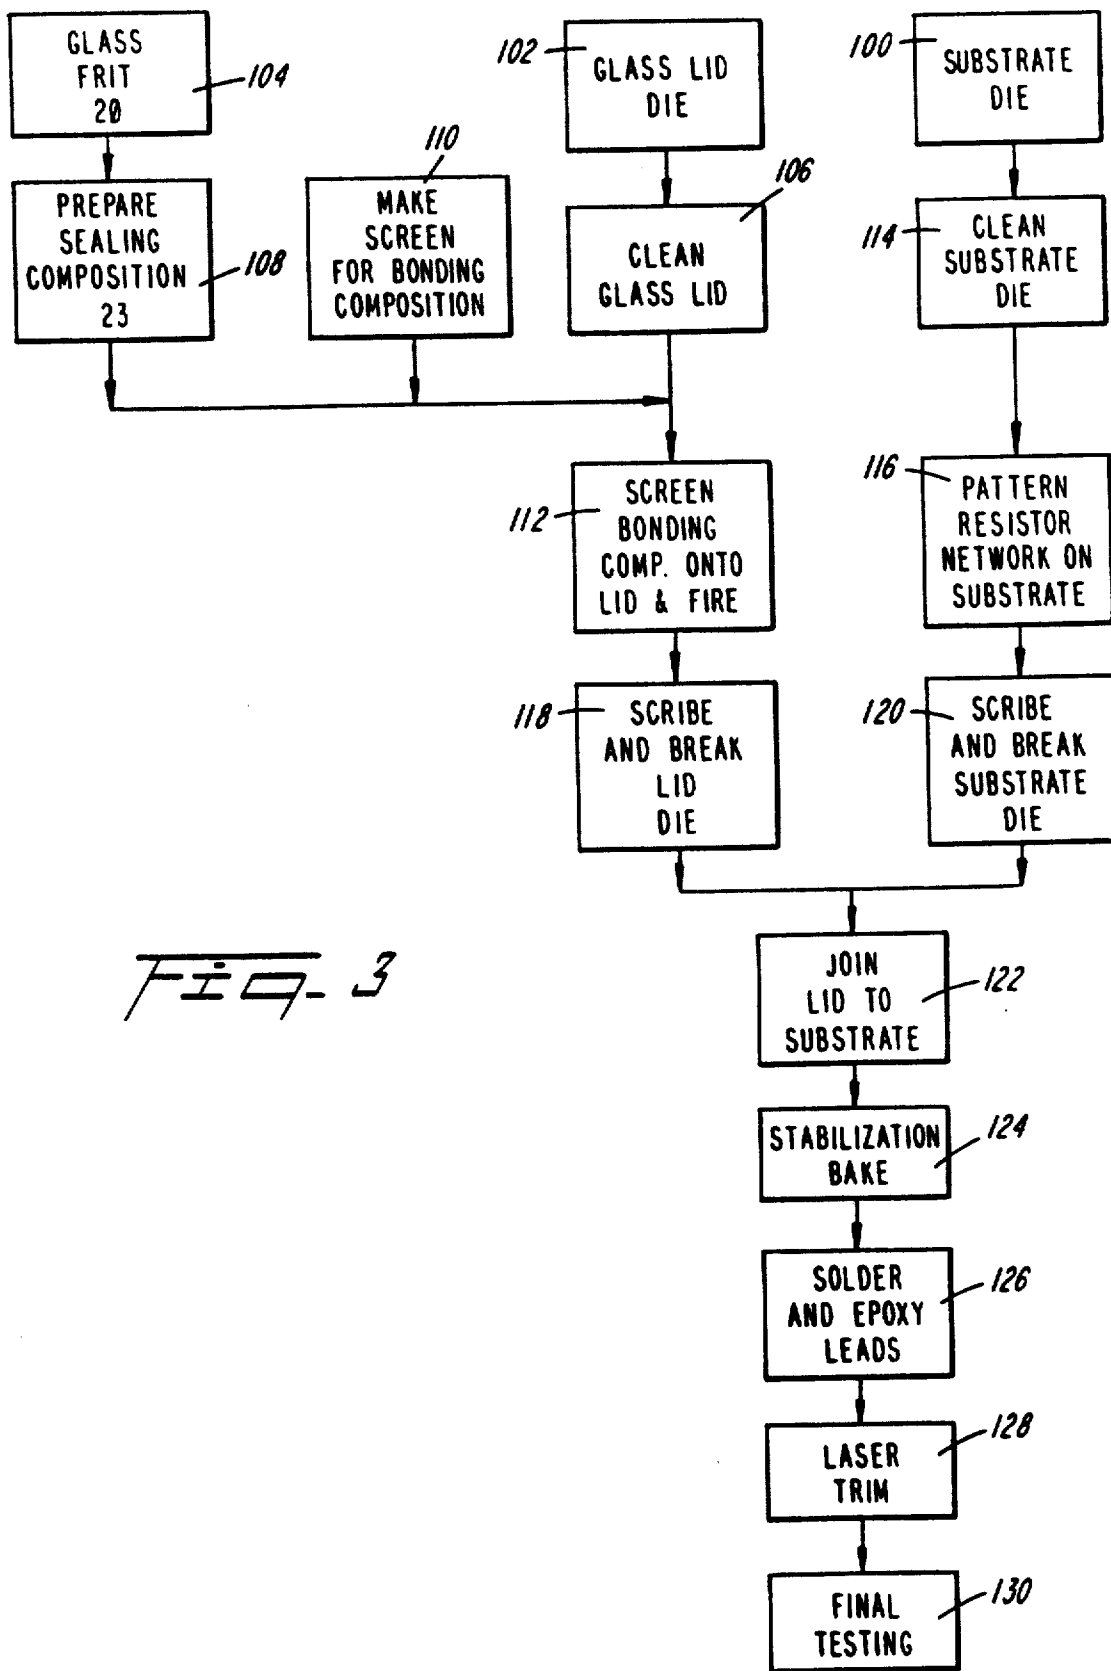 GLASS
FRIT
20
104
102
GLASS LID
DIE
100
SUBSTRATE
DIE
PREPARE
SEALING
COMPOSITION
23
108
110
MAKE
SCREEN
FOR BONDING
COMPOSITION
106
CLEAN
GLASS LID
114
CLEAN
SUBSTRATE
DIE
112
SCREEN
BONDING
COMP. ONTO
LID & FIRE
116
PATTERN
RESISTOR
NETWORK ON
SUBSTRATE
118
SCRIBE
AND BREAK
LID
DIE
120
SCRIBE
AND BREAK
SUBSTRATE
DIE
Fig. 3
JOIN
LID TO
SUBSTRATE
122
STABILIZATION
BAKE
124
SOLDER
AND EPOXY
LEADS
126
LASER
TRIM
128
FINAL
TESTING
130